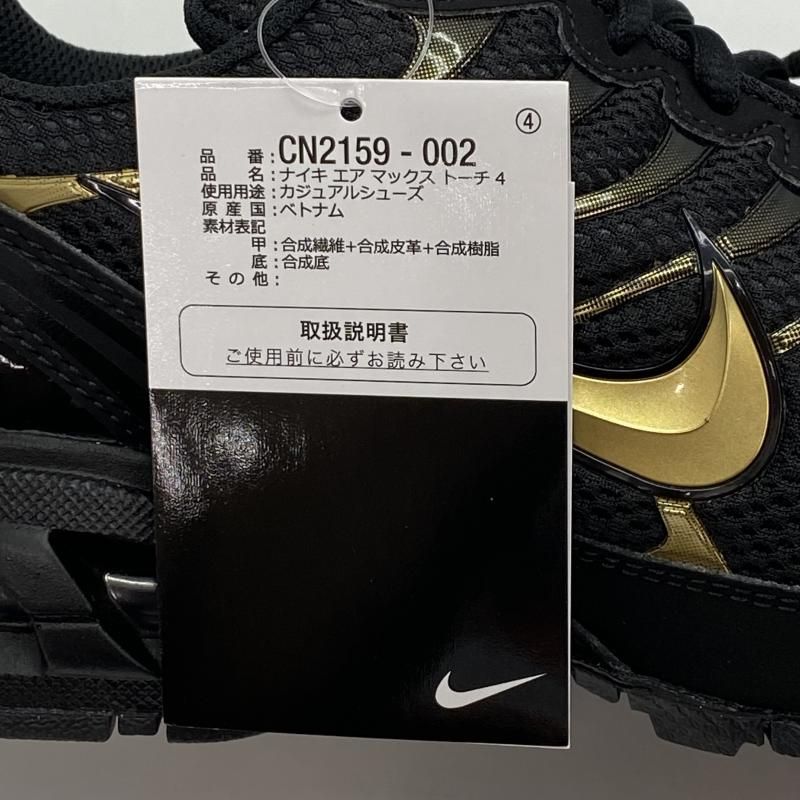 ④
品番:CN2159-002
品名:ナイキ エア マックス トーチ 4
使用用途:カジュアルシューズ
原産国:ベトナム
素材表記
甲:合成繊維+合成皮革+合成樹脂
底:合成底
その他:
取扱説明書
ご使用前に必ずお読み下さい